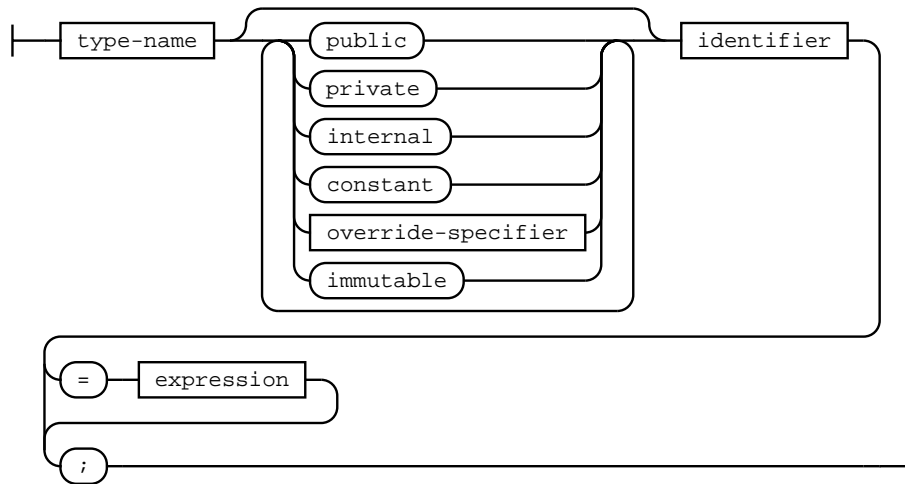 type-name public identifier
private
internal
constant
override-specifier
immutable
= expression
;